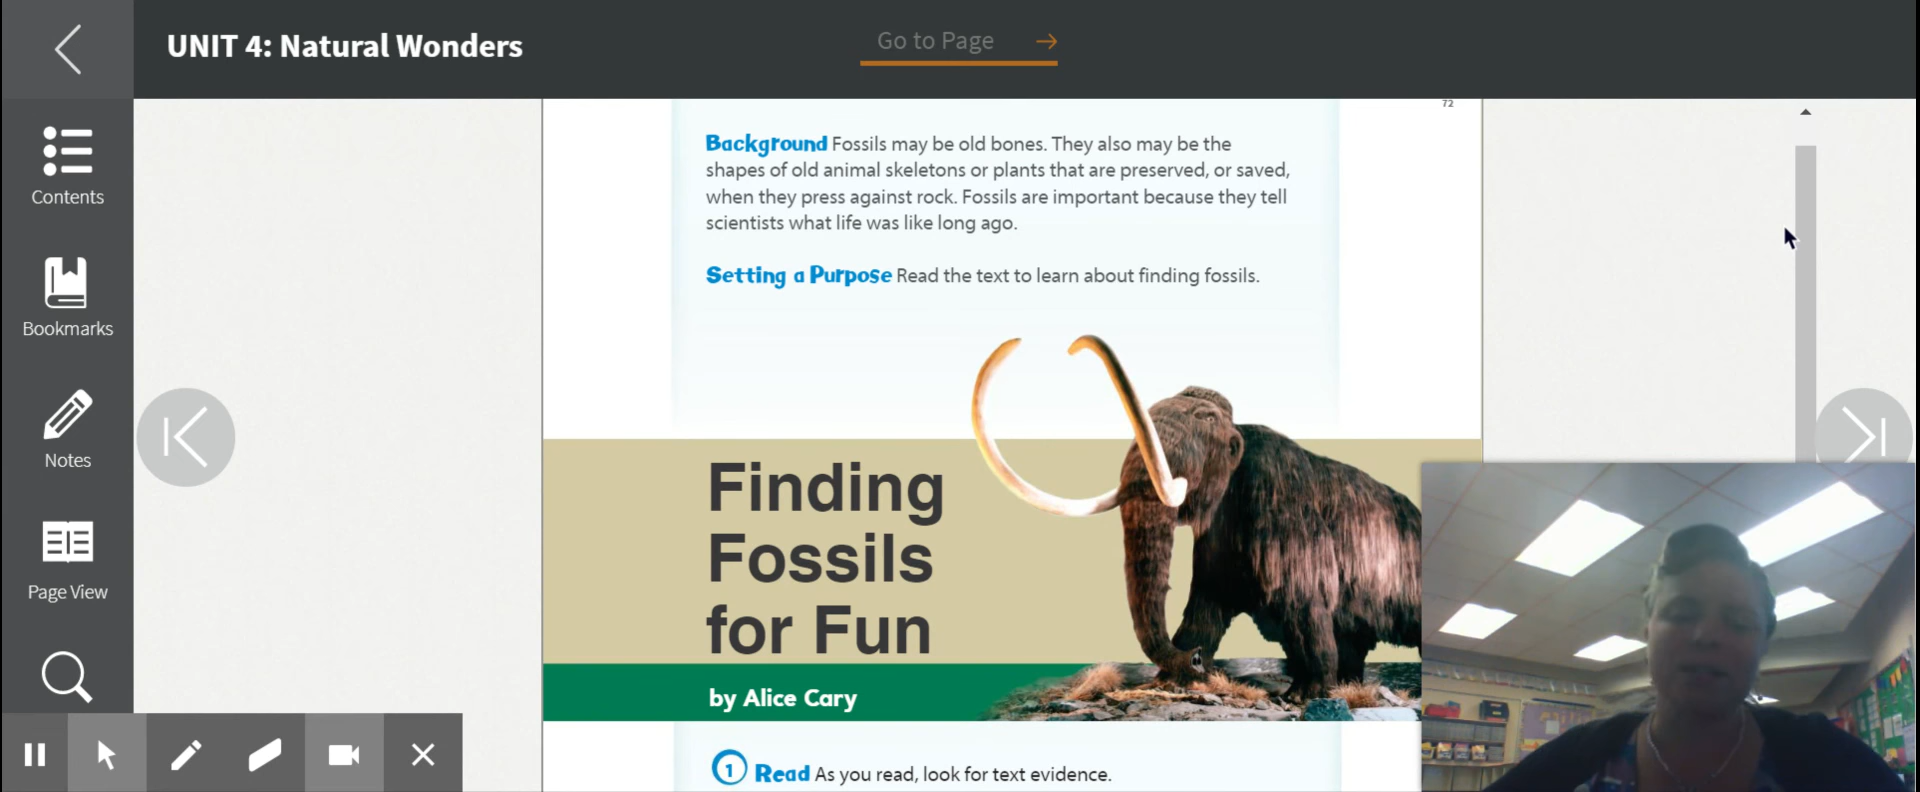 UNIT 4: Natural Wonders
Go to Page
Contents
Bookmarks
Notes
Page View
72
Background Fossils may be old bones. They also may be the
shapes of old animal skeletons or plants that are preserved, or saved,
when they press against rock. Fossils are important because they tell
scientists what life was like long ago.
Setting a Purpose Read the text to learn about finding fossils.
Finding
Fossils
for Fun
by Alice Cary
1 Read As you read, look for text evidence.